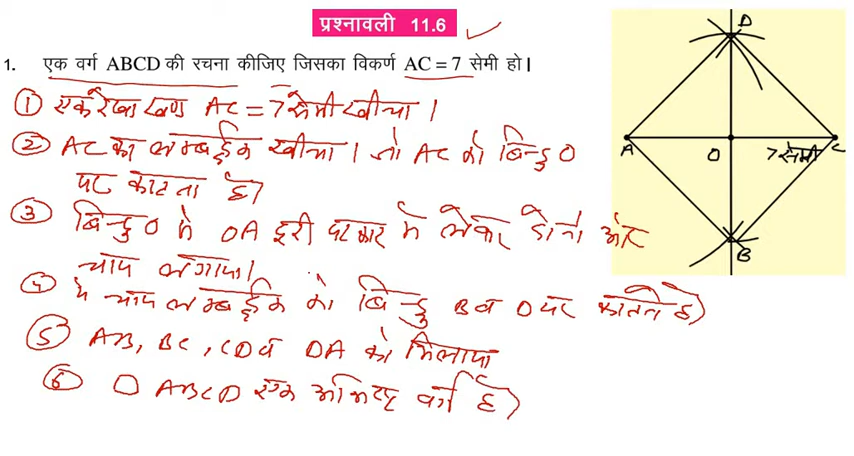 प्रश्नावली 11.6
1. एक वर्ग ABCD की रचना कीजिए जिसका विकर्ण AC = 7 सेमी हो।
① एक रेखा खण्ड AC = 7 सेमी खींचा।
② AC का लम्बार्द्धक खींचा। जो AC को बिन्दु O
पर काटता है।
③ बिन्दु O से OA दूरी परकार में लेकर दोनों ओर
चाप लगाया।
④ ये चाप लम्बार्द्धक को बिन्दु B व D पर काटते है।
⑤ AB, BC, CD व DA को मिलाया
⑥ □ ABCD एक अभिष्ट वर्ग है।
D
A
O
7 सेमी
C
B